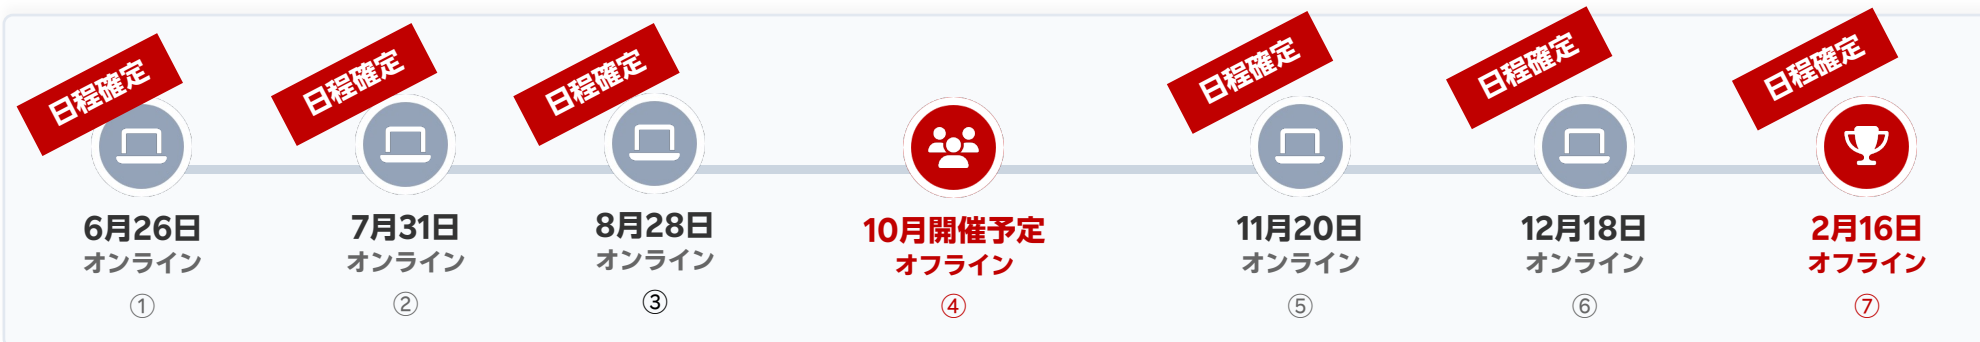 日程確定
日程確定
日程確定
日程確定
日程確定
日程確定
6月26日
オンライン
①
7月31日
オンライン
②
8月28日
オンライン
③
10月開催予定
オフライン
④
11月20日
オンライン
⑤
12月18日
オンライン
⑥
2月16日
オフライン
⑦